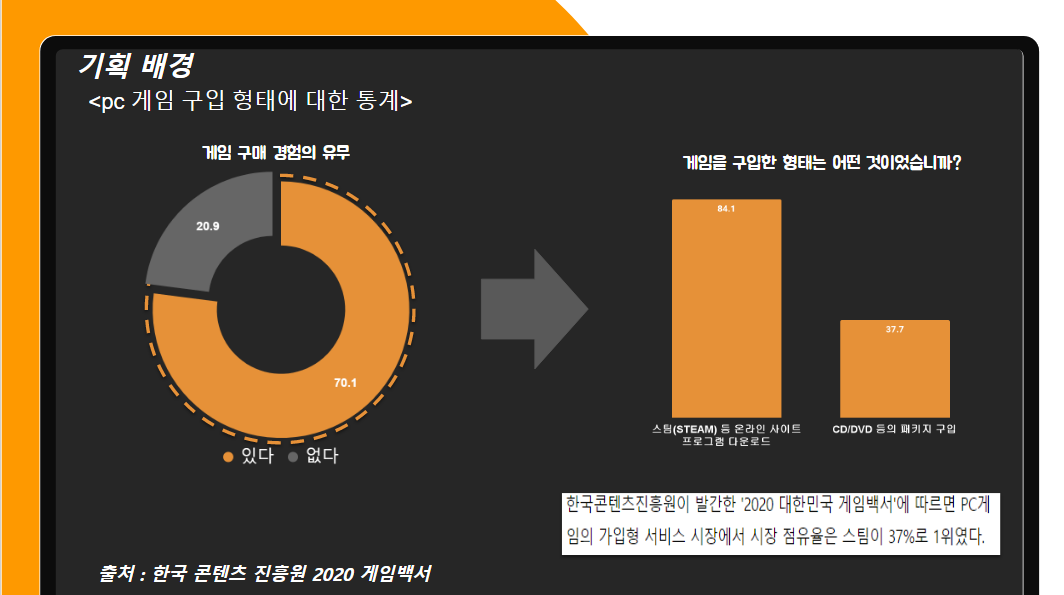 기획 배경
<pc 게임 구입 형태에 대한 통계>
게임 구매 경험의 유무
20.9
70.1
있다 없다
게임을 구입한 형태는 어떤 것이었습니까?
84.1
37.7
스팀(STEAM) 등 온라인 사이트
프로그램 다운로드
CD/DVD 등의 패키지 구입
한국콘텐츠진흥원이 발간한 '2020 대한민국 게임백서'에 따르면 PC게
임의 가입형 서비스 시장에서 시장 점유율은 스팀이 37%로 1위였다.
출처 : 한국 콘텐츠 진흥원 2020 게임백서